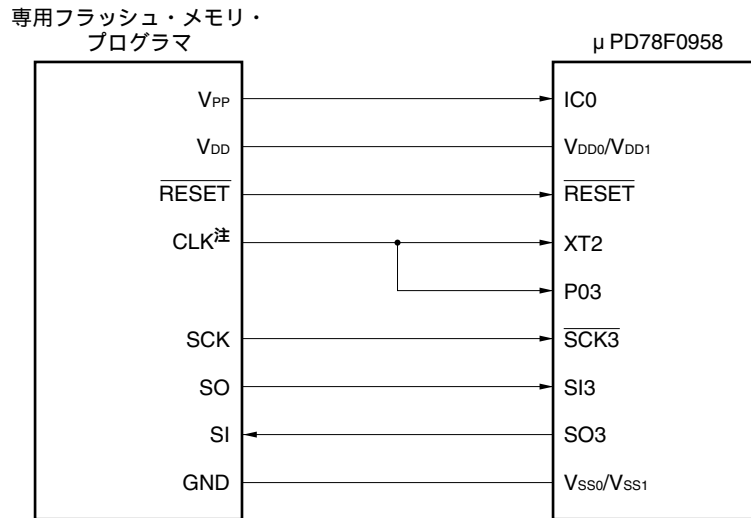 専用フラッシュ・メモリ・
プログラマ
μ PD78F0958
VPP
IC0
VDD
VDD0/VDD1
RESET
RESET
CLK注
XT2
P03
SCK
SCK3
SO
SI3
SI
SO3
GND
VSS0/VSS1